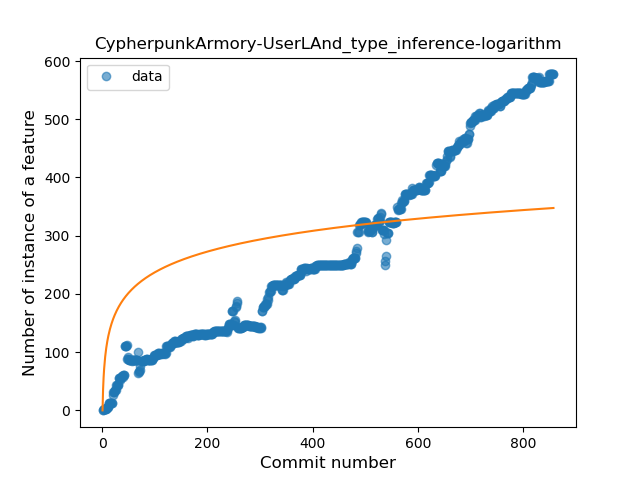 CypherpunkArmory-UserLAnd_type_inference-logarithm
data
Number of instance of a feature
600
500
400
300
200
100
0
0 200 400 600 800
Commit number